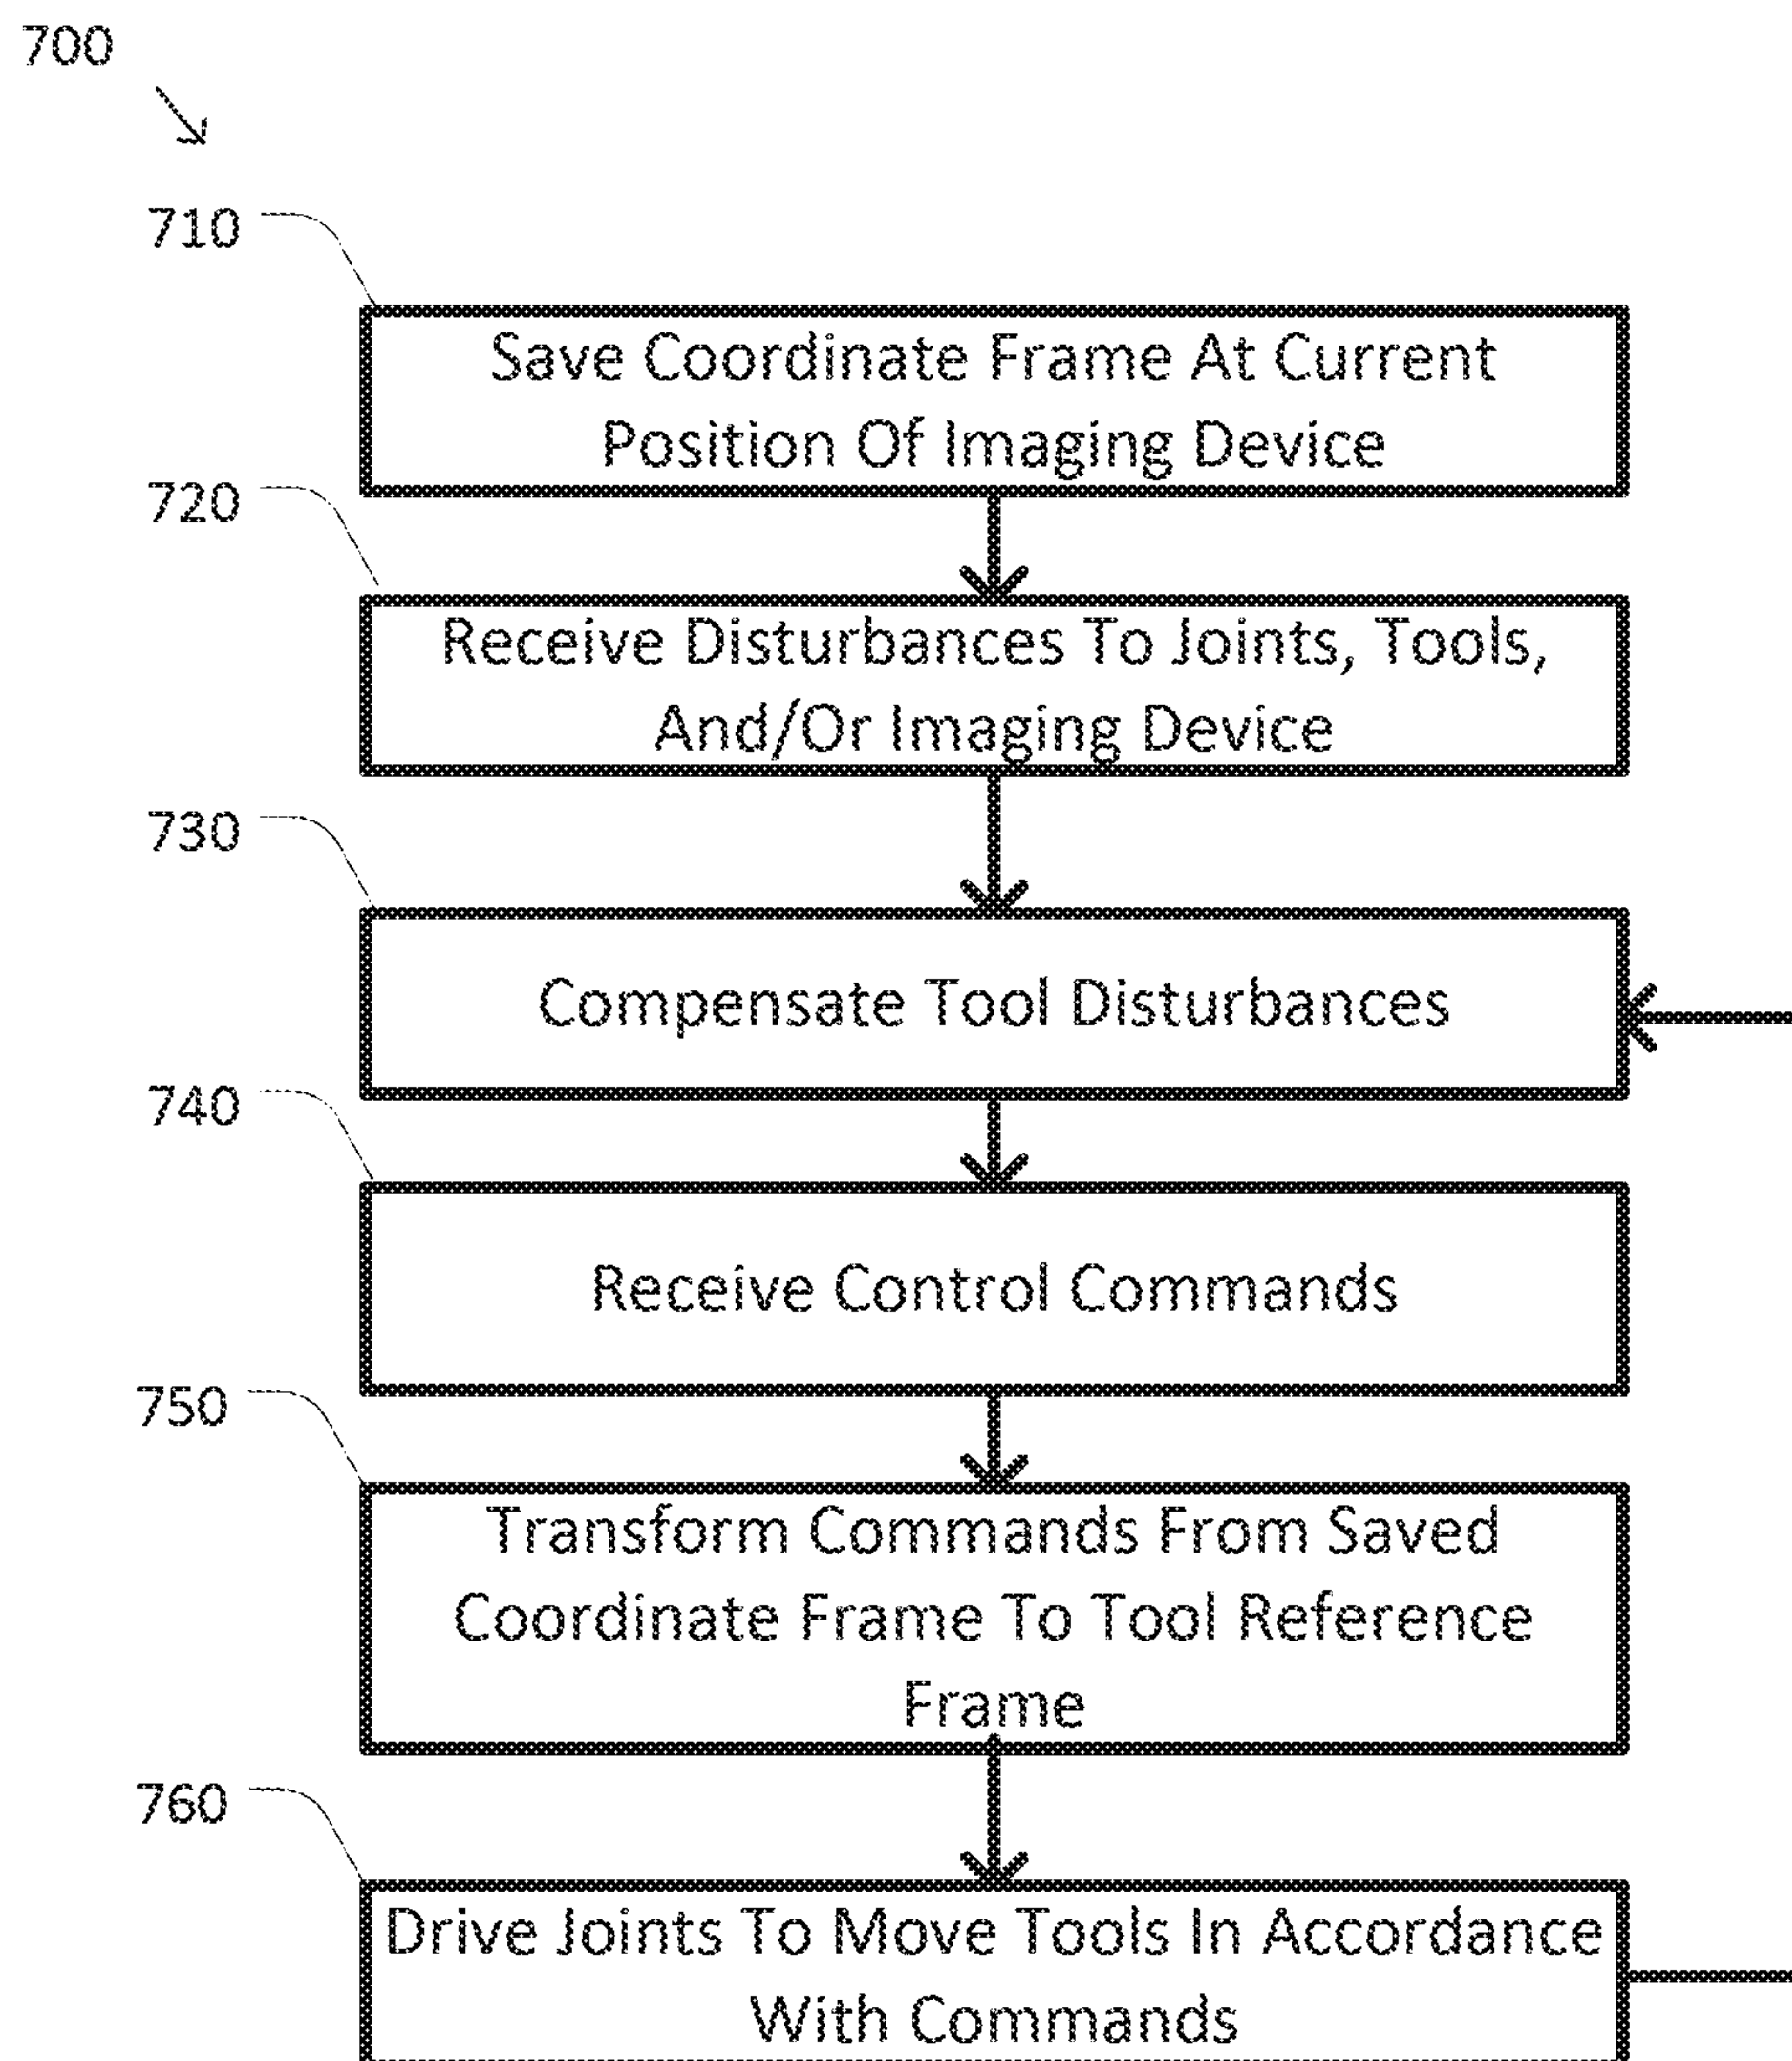 700
710
Save Coordinate Frame At Current
Position Of Imaging Device
720
Receive Disturbances To Joints, Tools,
And/Or Imaging Device
730
Compensate Tool Disturbances
740
Receive Control Commands
750
Transform Commands From Saved
Coordinate Frame To Tool Reference
Frame
760
Drive Joints To Move Tools In Accordance
With Commands